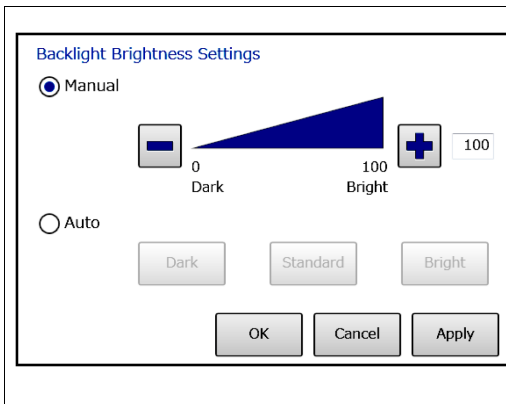 Backlight Brightness Settings
Manual
100
0 100
Dark Bright
Auto
Dark Standard Bright
OK Cancel Apply